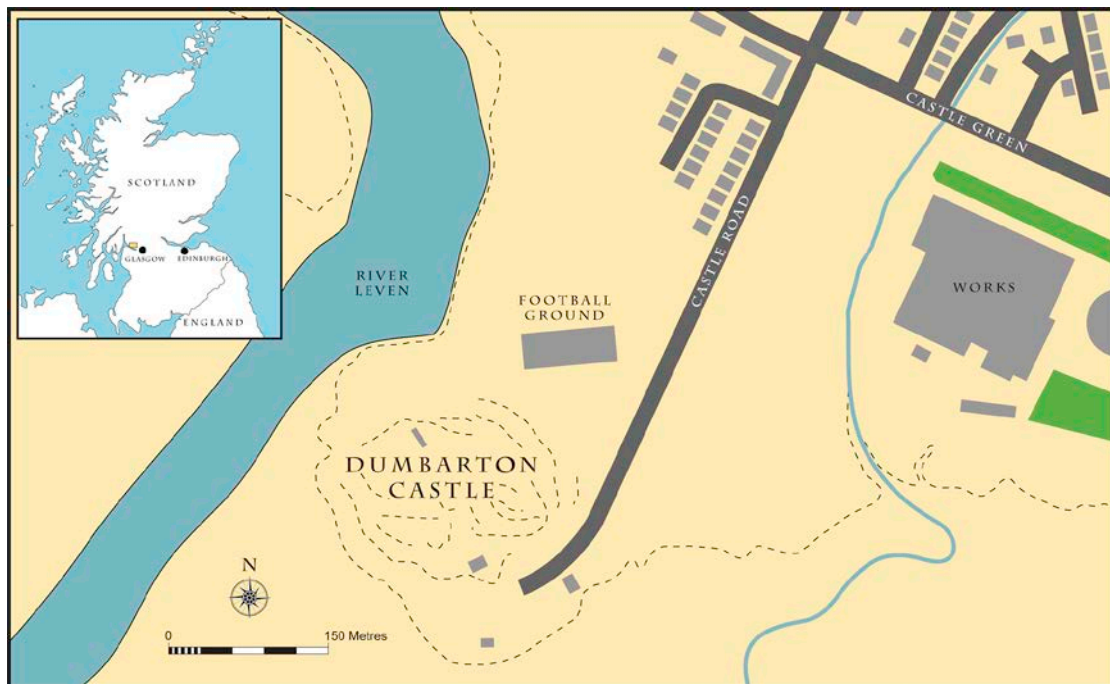 SCOTLAND
GLASGOW
EDINBURGH
ENGLAND
RIVER
LEVEN
FOOTBALL
GROUND
CASTLE ROAD
CASTLE GREEN
WORKS
DUMBARTON
CASTLE
N
0
150 Metres